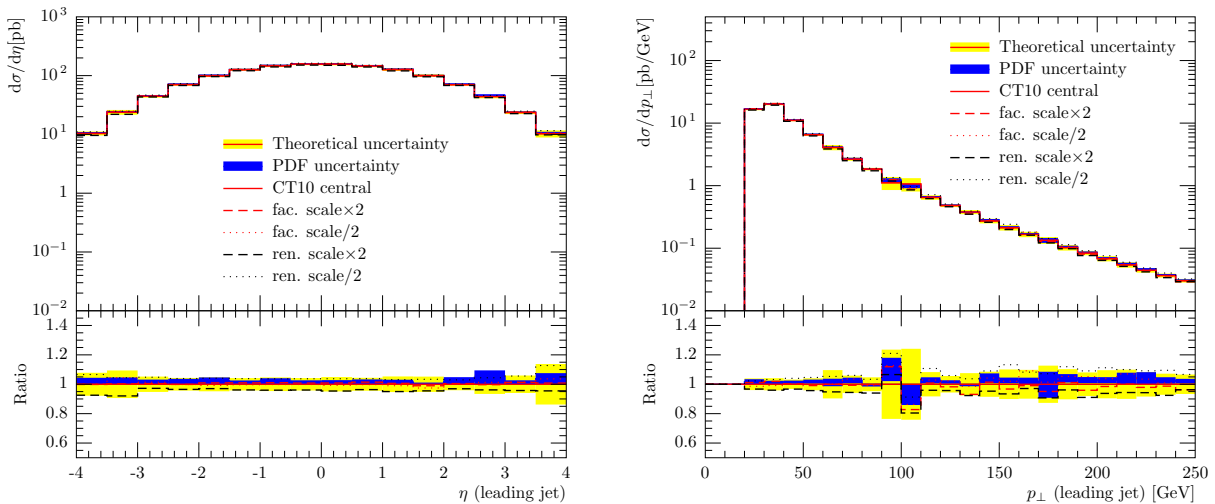 dσ/dη[pb]
10³
10²
10¹
1
10⁻¹
10⁻²
Theoretical uncertainty
PDF uncertainty
CT10 central
fac. scale×2
fac. scale/2
ren. scale×2
ren. scale/2
Ratio
1.4
1.2
1
0.8
0.6
-4 -3 -2 -1 0 1 2 3 4
η (leading jet)
dσ/dp⊥[pb/GeV]
10²
10¹
1
10⁻¹
10⁻²
Theoretical uncertainty
PDF uncertainty
CT10 central
fac. scale×2
fac. scale/2
ren. scale×2
ren. scale/2
Ratio
1.4
1.2
1
0.8
0.6
0 50 100 150 200 250
p⊥ (leading jet) [GeV]